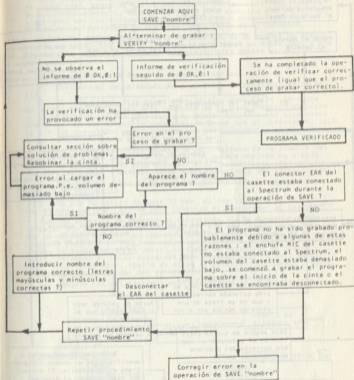 COMENZAR AQUI
SAVE "nombre"
Al terminar de grabar :
VERIFY "nombre"
No se observa el
informe de Ø OK,Ø:1
Informe de verificación
seguido de Ø OK,Ø:1
Se ha completado la ope-
ración de verificar correc-
tamente (igual que el pro-
ceso de grabar correcto).
La verificación ha
provocado un error
PROGRAMA VERIFICADO
Error en el pro
ceso de grabar ?
Consultar sección sobre
solución de problemas.
Rebobinar la cinta.
SI
NO
Error al cargar el
programa.P.e. volumen de-
masiado bajo
Aparece el nombre
del programa ?
NO
El conector EAR del
casette estaba conectado
al Spectrum durante la
operación de SAVE ?
SI
SI
NO
Nombre del
programa correcto ?
SI
NO
El programa no ha sido grabado pro-
bablemente debido a algunas de estas
razones : el enchufe MIC del casette
no estaba conectado al Spectrum, el
volumen del casette estaba demasiado
bajo, se comenzó a grabar el progra-
ma sobre el inicio de la cinta o el
casette se encontraba desconectado.
Introducir nombre del
programa correcto (letras
mayúsculas y minúsculas
correctas ?)
Desconectar
el EAR del casette
Repetir procedimiento
SAVE "nombre"
Corregir error en la
operación de SAVE "nombre"